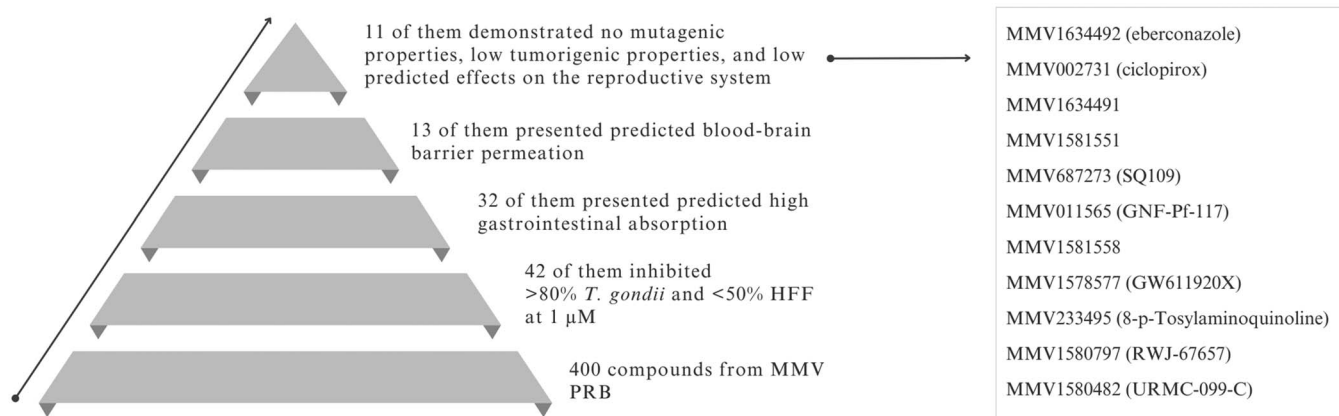 11 of them demonstrated no mutagenic
properties, low tumorigenic properties, and low
predicted effects on the reproductive system
13 of them presented predicted blood-brain
barrier permeation
32 of them presented predicted high
gastrointestinal absorption
42 of them inhibited
>80% T. gondii and <50% HFF
at 1 μM
400 compounds from MMV
PRB
MMV1634492 (eberconazole)
MMV002731 (ciclopirox)
MMV1634491
MMV1581551
MMV687273 (SQ109)
MMV011565 (GNF-Pf-117)
MMV1581558
MMV1578577 (GW611920X)
MMV233495 (8-p-Tosylaminoquinoline)
MMV1580797 (RWJ-67657)
MMV1580482 (URMC-099-C)